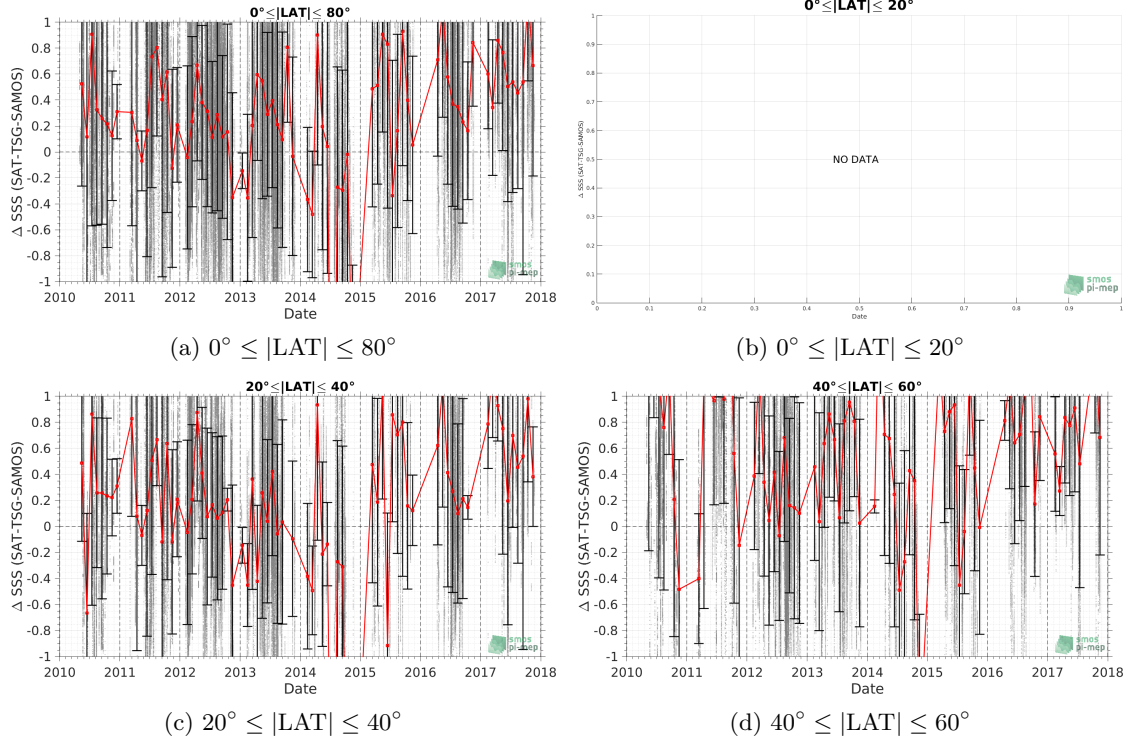 0°≤|LAT|≤ 80°
Δ SSS (SAT-TSG-SAMOS)
1
0.8
0.6
0.4
0.2
0
-0.2
-0.4
-0.6
-0.8
-1
2010 2011 2012 2013 2014 2015 2016 2017 2018
Date
smos
pi-mep
(a) 0° ≤ |LAT| ≤ 80°
0°≤|LAT|≤ 20°
Δ SSS (SAT-TSG-SAMOS)
1
0.9
0.8
0.7
0.6
0.5
0.4
0.3
0.2
0.1
0
NO DATA
0 0.1 0.2 0.3 0.4 0.5 0.6 0.7 0.8 0.9 1
Date
smos
pi-mep
(b) 0° ≤ |LAT| ≤ 20°
20°≤|LAT|≤ 40°
Δ SSS (SAT-TSG-SAMOS)
1
0.8
0.6
0.4
0.2
0
-0.2
-0.4
-0.6
-0.8
-1
2010 2011 2012 2013 2014 2015 2016 2017 2018
Date
smos
pi-mep
(c) 20° ≤ |LAT| ≤ 40°
40°≤|LAT|≤ 60°
Δ SSS (SAT-TSG-SAMOS)
1
0.8
0.6
0.4
0.2
0
-0.2
-0.4
-0.6
-0.8
-1
2010 2011 2012 2013 2014 2015 2016 2017 2018
Date
smos
pi-mep
(d) 40° ≤ |LAT| ≤ 60°